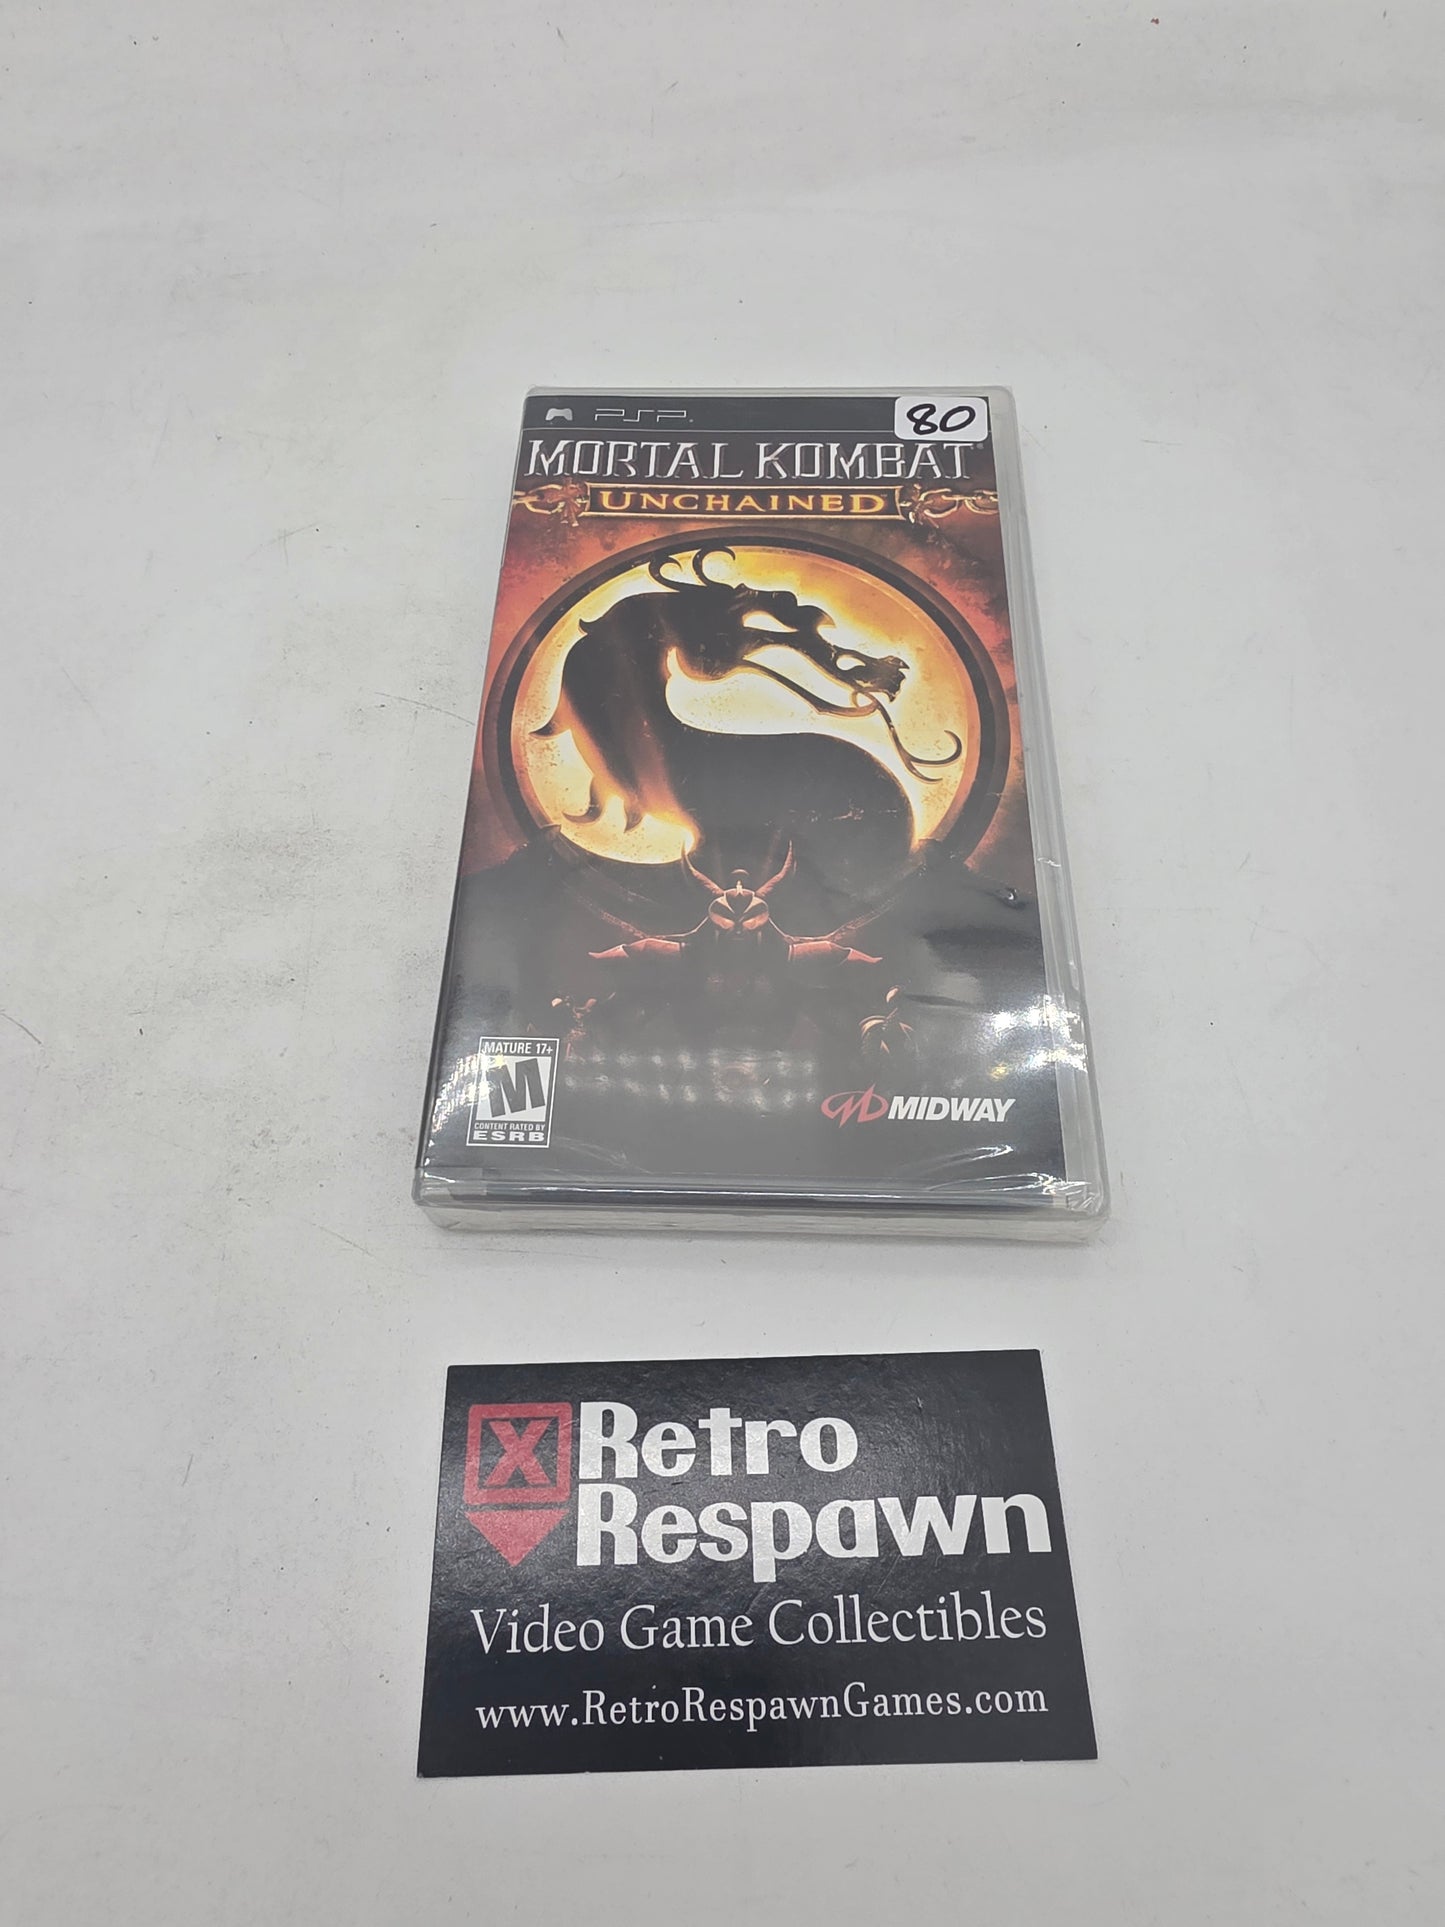 PSP.
80
MORTAL KOMBAT
UNCHAINED
MATURE 17+
M
CONTENT RATED BY
ESRB
MIDWAY
X
Retro
Respawn
Video Game Collectibles
www.RetroRespawnGames.com